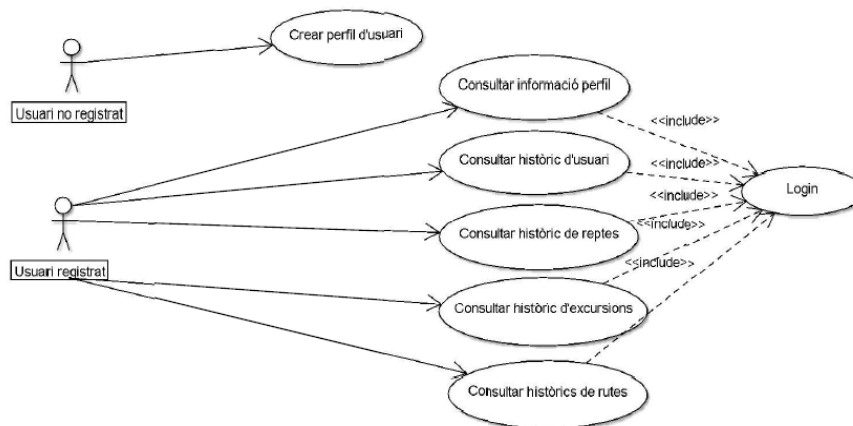 Crear perfil d'usuari
Usuari no registrat
Consultar informació perfil
<<include>>
Consultar històric d'usuari
<<include>>
Login
<<include>>
Consultar històric de reptes
<<include>>
<<include>>
Usuari registrat
Consultar històric d'excursions
Consultar històrics de rutes